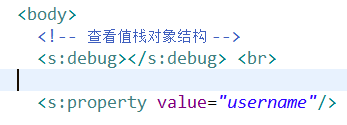 <body>
<!-- 查看值栈对象结构 -->
<s:debug></s:debug> <br>
<s:property value="username"/>